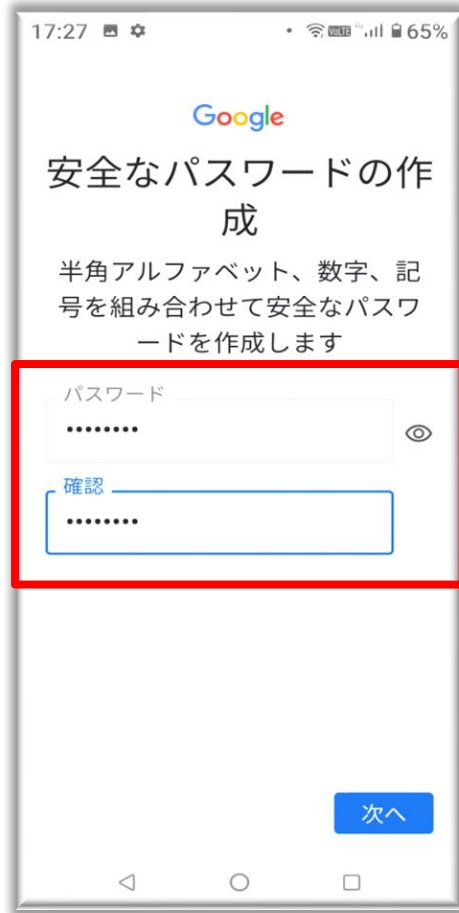 17:27 65%
Google
安全なパスワードの作
成
半角アルファベット、数字、記
号を組み合わせて安全なパスワ
ードを作成します
パスワード
••••••••
確認
••••••••
次へ